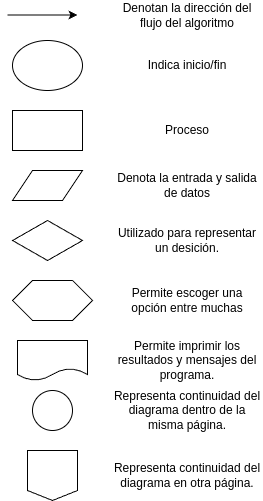 Denotan la dirección del
flujo del algoritmo
Indica inicio/fin
Proceso
Denota la entrada y salida
de datos
Utilizado para representar
un desición.
Permite escoger una
opción entre muchas
Permite imprimir los
resultados y mensajes del
programa.
Representa continuidad del
diagrama dentro de la
misma página.
Representa continuidad del
diagrama en otra página.